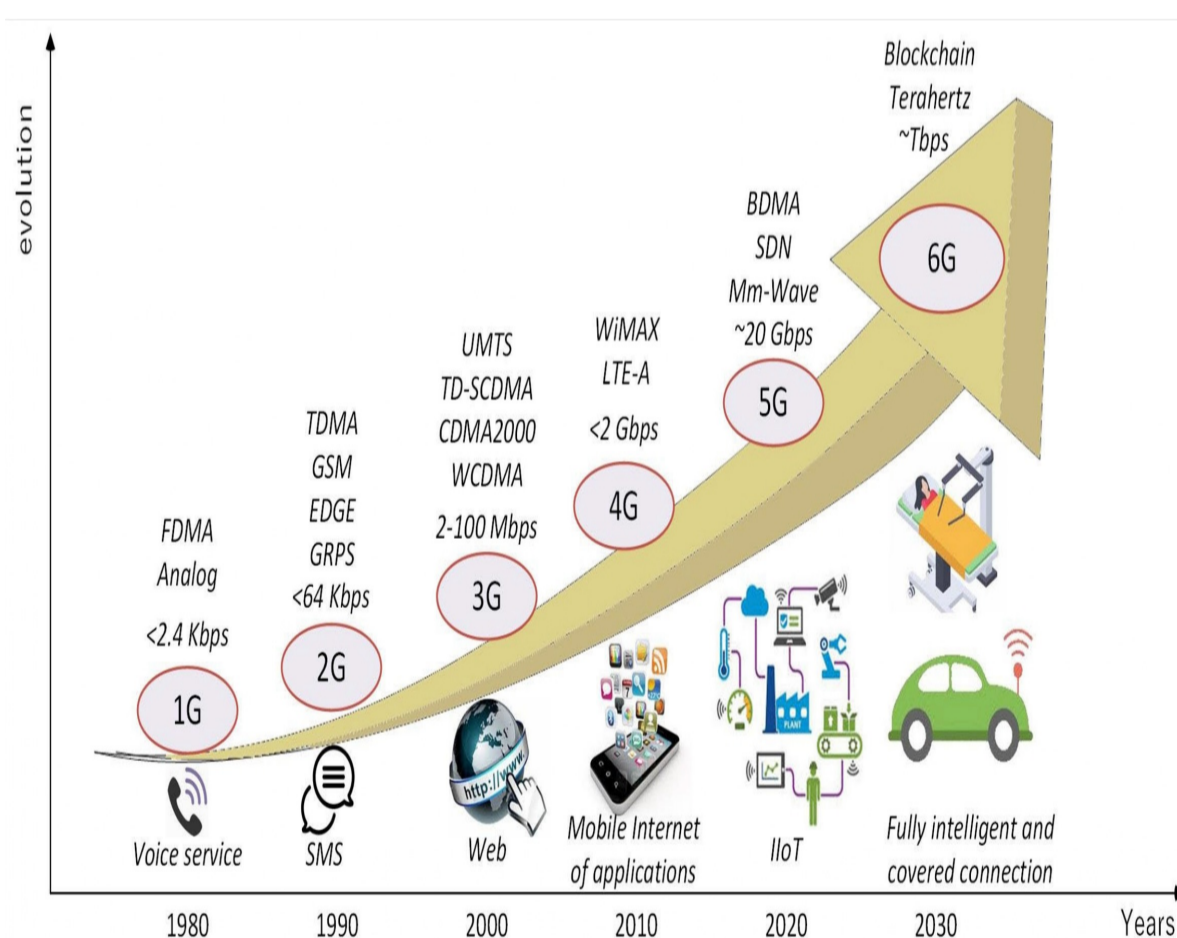 evolution
Blockchain
Terahertz
~Tbps
6G
BDMA
SDN
Mm-Wave
~20 Gbps
5G
WiMAX
LTE-A
<2 Gbps
4G
UMTS
TD-SCDMA
CDMA2000
WCDMA
2-100 Mbps
3G
TDMA
GSM
EDGE
GRPS
<64 Kbps
2G
FDMA
Analog
<2.4 Kbps
1G
http://www.
PLANT
Voice service
SMS
Web
Mobile Internet
of applications
IIoT
Fully intelligent and
covered connection
1980
1990
2000
2010
2020
2030
Years